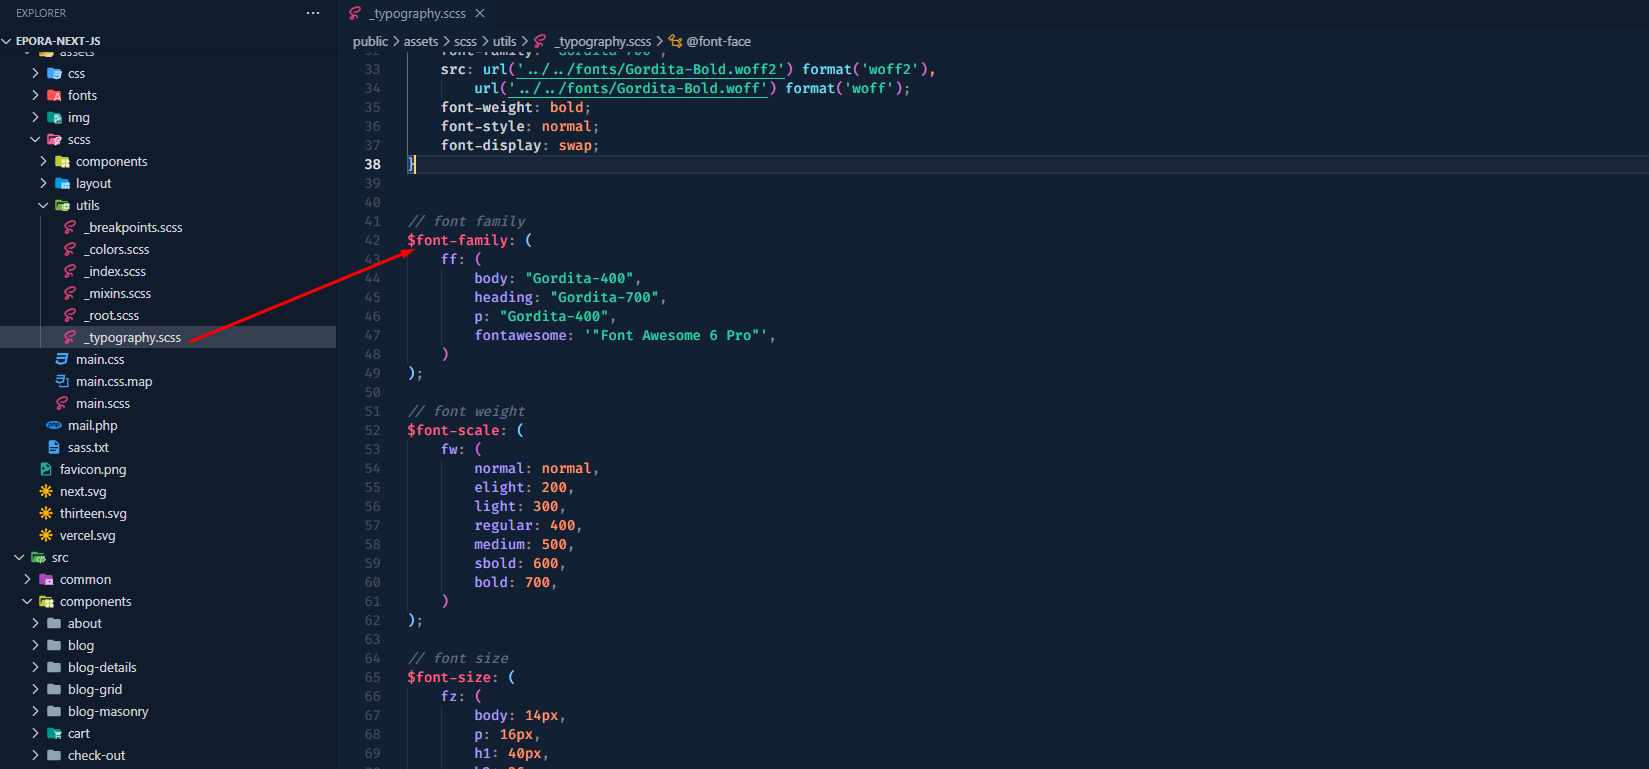 EXPLORER
EPORA-NEXT-JS
assets
css
fonts
img
scss
components
layout
utils
_breakpoints.scss
_colors.scss
_index.scss
_mixins.scss
_root.scss
_typography.scss
main.css
main.css.map
main.scss
mail.php
sass.txt
favicon.png
next.svg
thirteen.svg
vercel.svg
src
common
components
about
blog
blog-details
blog-grid
blog-masonry
cart
check-out
_typography.scss
public > assets > scss > utils > _typography.scss > @font-face
32 font-family: 'Gordita-700';
33 src: url('../../fonts/Gordita-Bold.woff2') format('woff2'),
34 url('../../fonts/Gordita-Bold.woff') format('woff');
35 font-weight: bold;
36 font-style: normal;
37 font-display: swap;
38 }
39
40
41 // font family
42 $font-family: (
43 ff: (
44 body: "Gordita-400",
45 heading: "Gordita-700",
46 p: "Gordita-400",
47 fontawesome: '"Font Awesome 6 Pro"',
48 )
49 );
50
51 // font weight
52 $font-scale: (
53 fw: (
54 normal: normal,
55 elight: 200,
56 light: 300,
57 regular: 400,
58 medium: 500,
59 sbold: 600,
60 bold: 700,
61 )
62 );
63
64 // font size
65 $font-size: (
66 fz: (
67 body: 14px,
68 p: 16px,
69 h1: 40px,